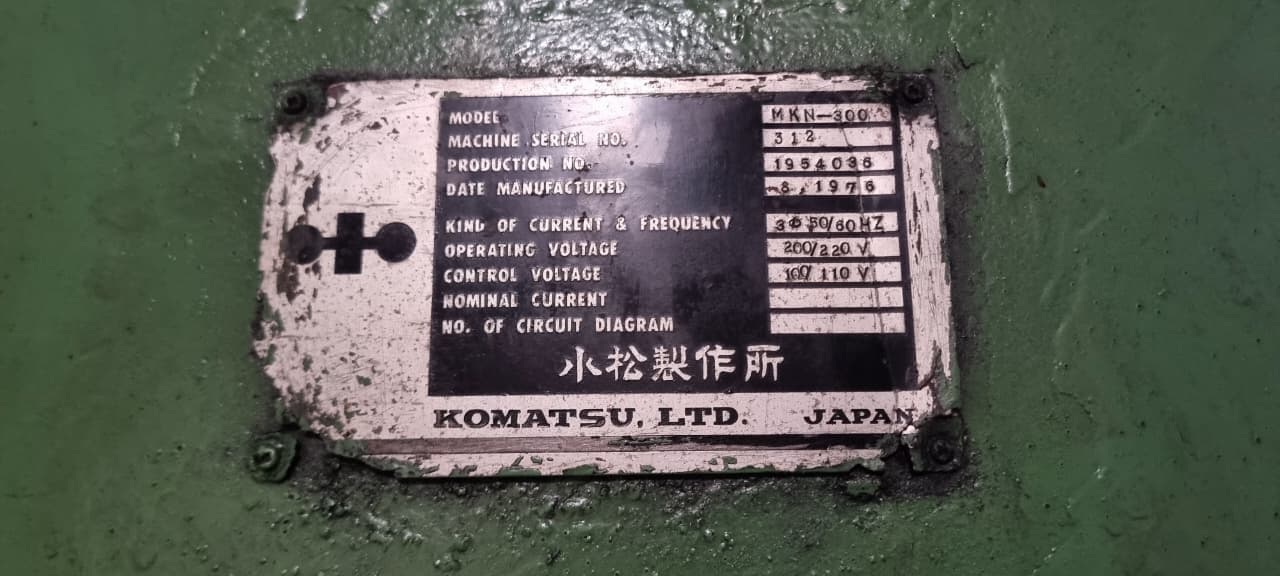 MODEL MKN-300
MACHINE SERIAL NO. 312
PRODUCTION NO. 1954036
DATE MANUFACTURED 8.1976
KIND OF CURRENT & FREQUENCY 3Φ 50/60 HZ
OPERATING VOLTAGE 200/220 V
CONTROL VOLTAGE 100/110 V
NOMINAL CURRENT
NO. OF CIRCUIT DIAGRAM
小松製作所
KOMATSU, LTD. JAPAN